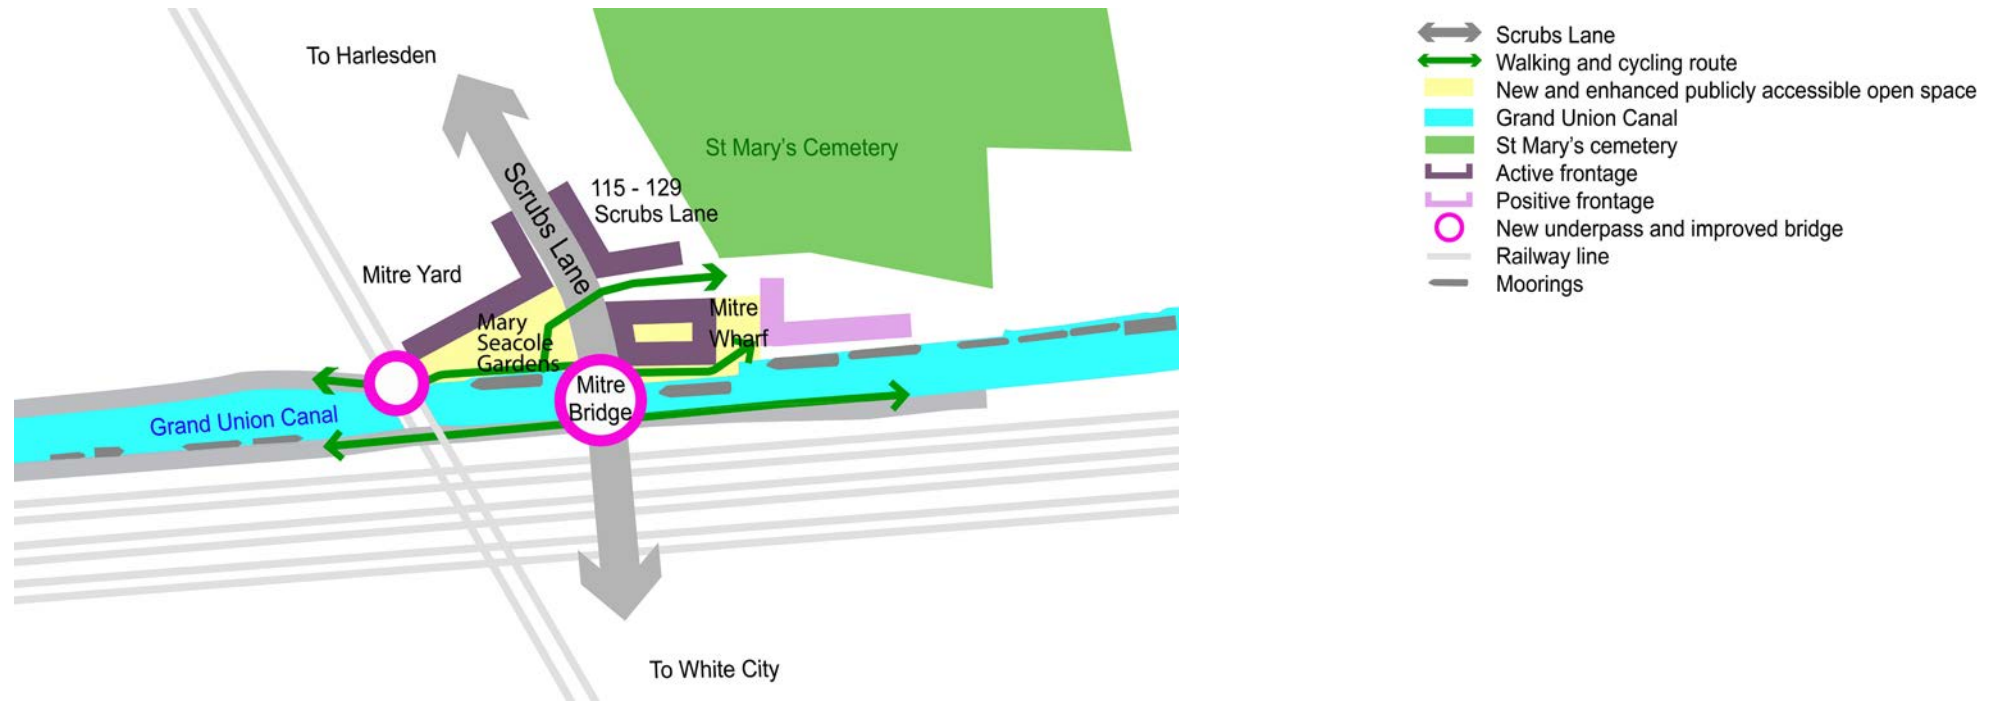 To Harlesden
Scrubs Lane
St Mary's Cemetery
115 - 129
Scrubs Lane
Mitre Yard
Mary
Seacole
Gardens
Mitre
Wharf
Mitre
Bridge
Grand Union Canal
To White City
Scrubs Lane
Walking and cycling route
New and enhanced publicly accessible open space
Grand Union Canal
St Mary's cemetery
Active frontage
Positive frontage
New underpass and improved bridge
Railway line
Moorings